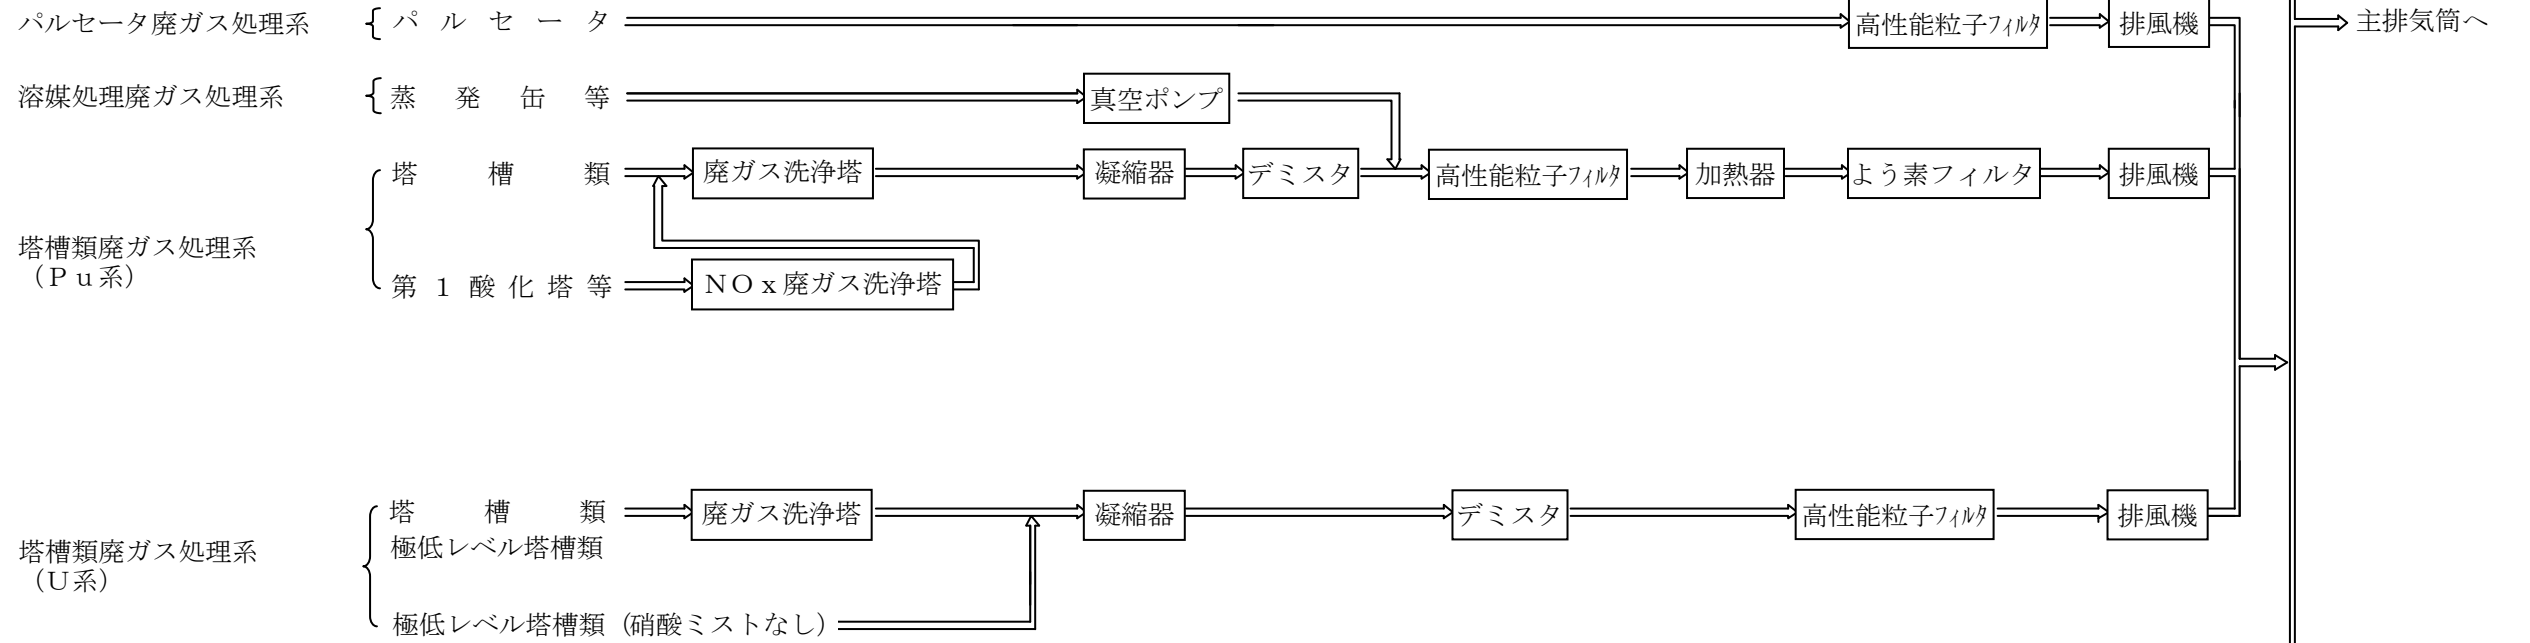 パルセータ廃ガス処理系 パルセータ 高性能粒子フィルタ 排風機 主排気筒へ
溶媒処理廃ガス処理系 蒸発缶等 真空ポンプ
塔槽類 廃ガス洗浄塔 凝縮器 デミスタ 高性能粒子フィルタ 加熱器 よう素フィルタ 排風機
塔槽類廃ガス処理系
（Ｐｕ系）
第１酸化塔等 ＮＯｘ廃ガス洗浄塔
塔槽類 廃ガス洗浄塔 凝縮器 デミスタ 高性能粒子フィルタ 排風機
極低レベル塔槽類
塔槽類廃ガス処理系
（Ｕ系）
極低レベル塔槽類（硝酸ミストなし）